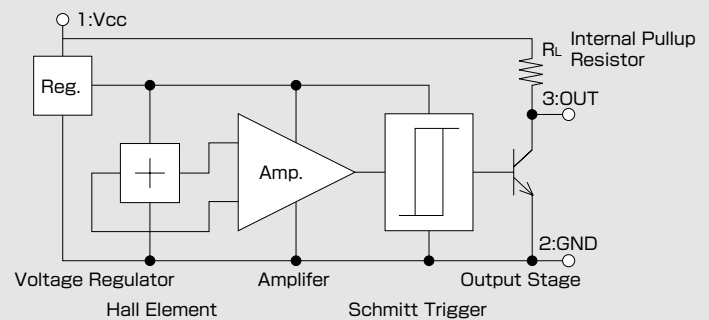 1:Vcc
RL
Internal Pullup
Resistor
Reg.
3:OUT
Amp.
2:GND
Voltage Regulator
Amplifer
Output Stage
Hall Element
Schmitt Trigger